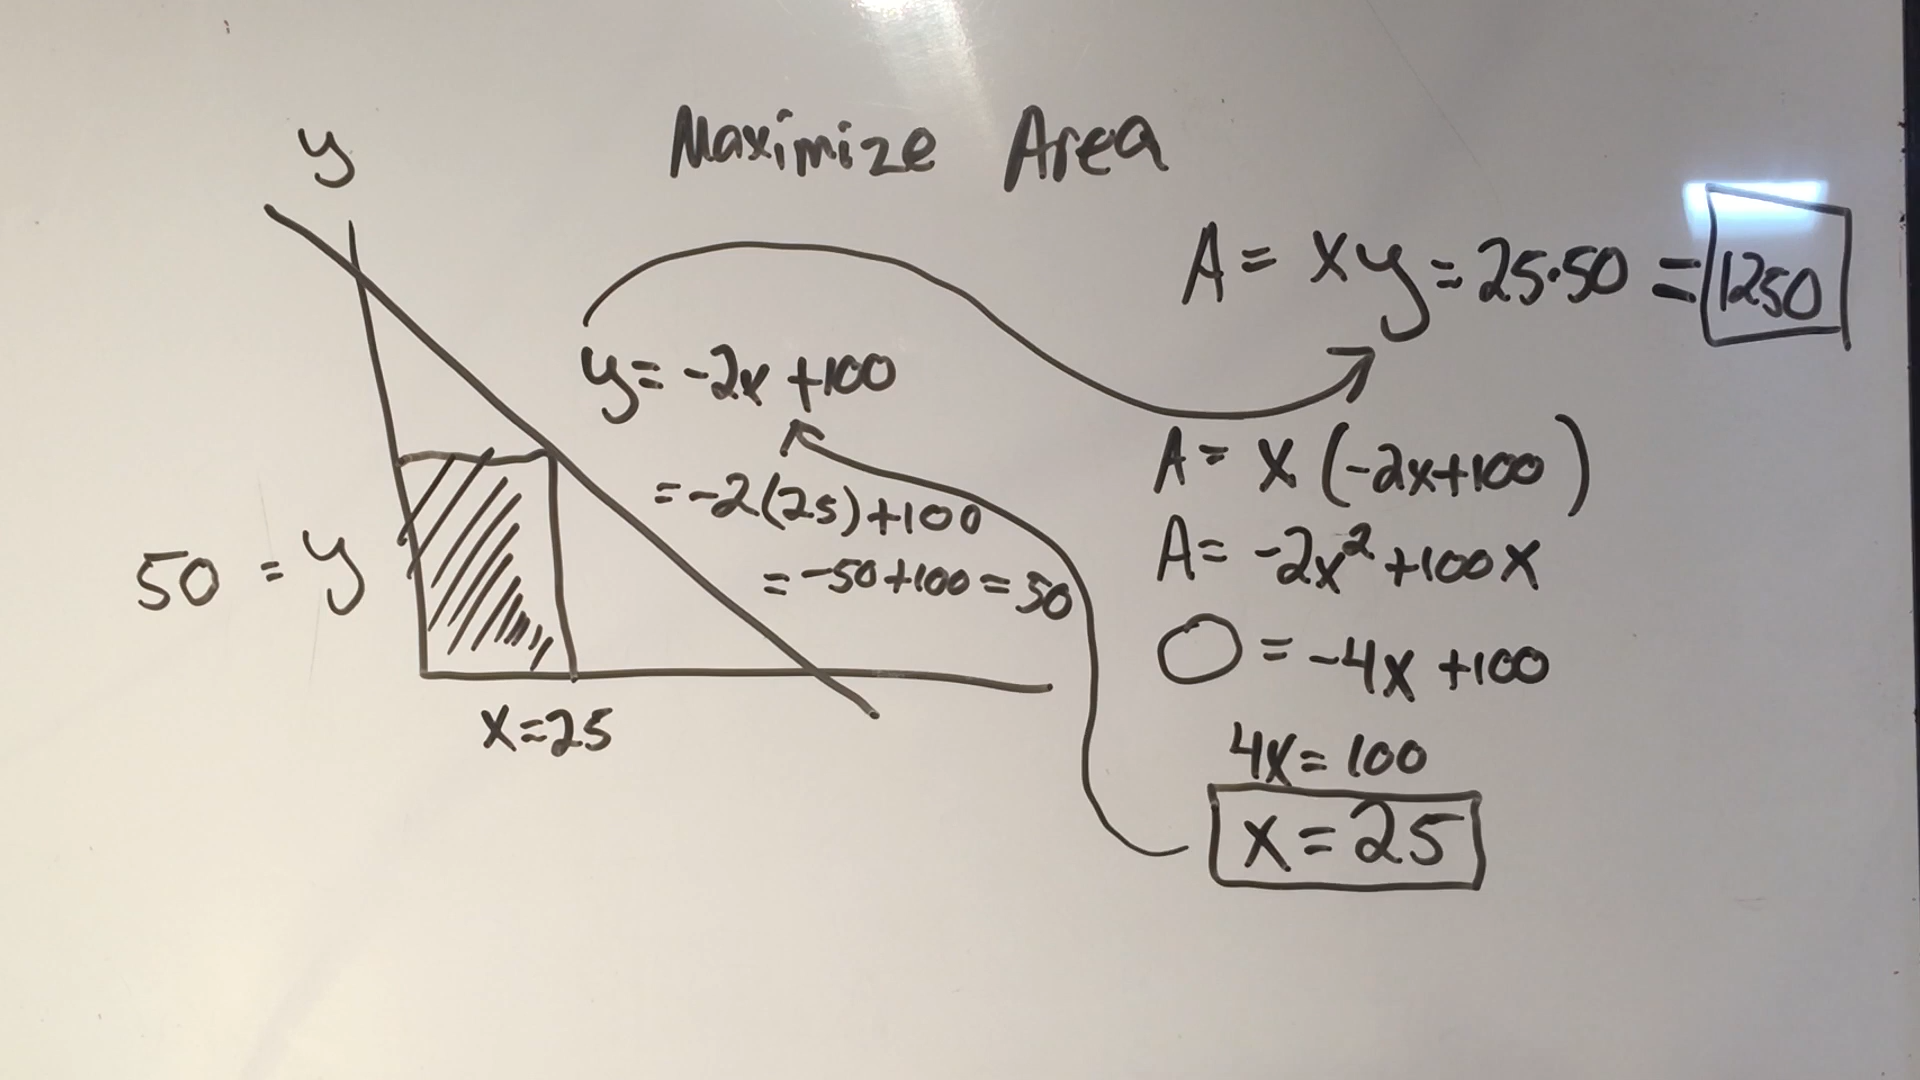 Maximize Area
y
y = -2x +100
= -2(25)+100
= -50+100 = 50
50 = y
x=25
A = xy = 25·50 = 1250
A = x(-2x+100)
A = -2x²+100x
0 = -4x +100
4x = 100
x = 25